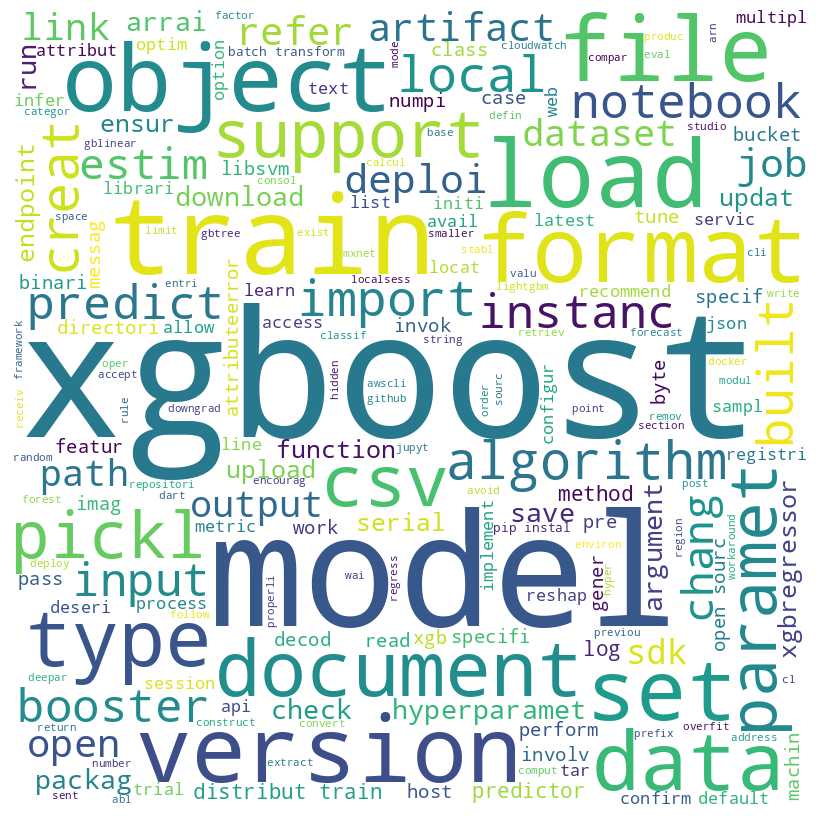 link
arrai
refer
artifact
file
multipl
factor
attribut
optim
batch transform
mode
class
cloudwatch
produc
arn
compar
eval
run
object
option
text
local
numpi
case
web
notebook
infer
categor
ensur
gblinear
support
base
defin
dataset
studio
bucket
creat
estim
libsvm
calcul
load
job
librari
download
consol
deploi
list
initi
avail
latest
tune
servic
updat
endpoint
space
messag
train
limit
gbtree
exist
smaller
mxnet
locat
stabl
format
cli
binari
entri
attributeerror
learn
localsess
valu
lightgbm
recommend
specif
write
predict
import
instanc
directori
allow
access
classif
invok
string
retriev
forecast
json
framework
oper
receiv
accept
rule
xgboost
hidden
awscli
github
order
sourc
configur
point
byte
docker
modul
remov
sampl
built
downgrad
section
random
featur
line
function
jupyt
algorithm
registri
path
repositori
encourag
upload
csv
avoid
post
forest
imag
dart
output
method
save
pre
argument
chang
region
workaround
paramet
xgbregressor
pickl
metric
work
serial
pip instal
implement
environ
gener
hyper
open sourc
deploy
pass
input
wai
regress
model
reshap
follow
process
deseri
properli
type
decod
read
xgb
specifi
previou
log
sdk
cl
deepar
session
document
set
booster
api
check
hyperparamet
return
construct
convert
perform
prefix
overfit
address
open
number
version
extract
involv
data
machin
packag
tar
comput
sent
abl
trial
distribut train
host
predictor
confirm
default